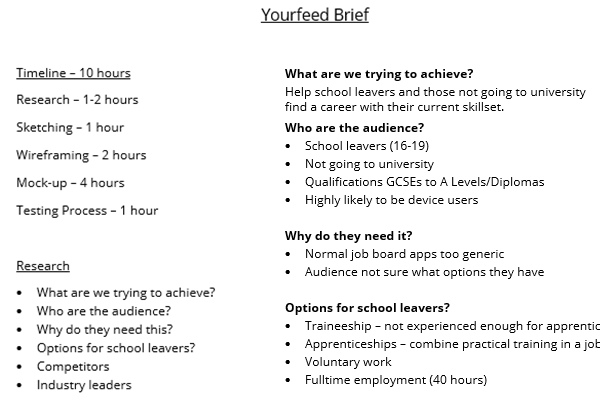 Yourfeed Brief
Timeline – 10 hours
Research – 1-2 hours
Sketching – 1 hour
Wireframing – 2 hours
Mock-up – 4 hours
Testing Process – 1 hour
Research
• What are we trying to achieve?
• Who are the audience?
• Why do they need this?
• Options for school leavers?
• Competitors
• Industry leaders
What are we trying to achieve?
Help school leavers and those not going to university
find a career with their current skillset.
Who are the audience?
• School leavers (16-19)
• Not going to university
• Qualifications GCSEs to A Levels/Diplomas
• Highly likely to be device users
Why do they need it?
• Normal job board apps too generic
• Audience not sure what options they have
Options for school leavers?
• Traineeship – not experienced enough for apprentic
• Apprenticeships – combine practical training in a job
• Voluntary work
• Fulltime employment (40 hours)